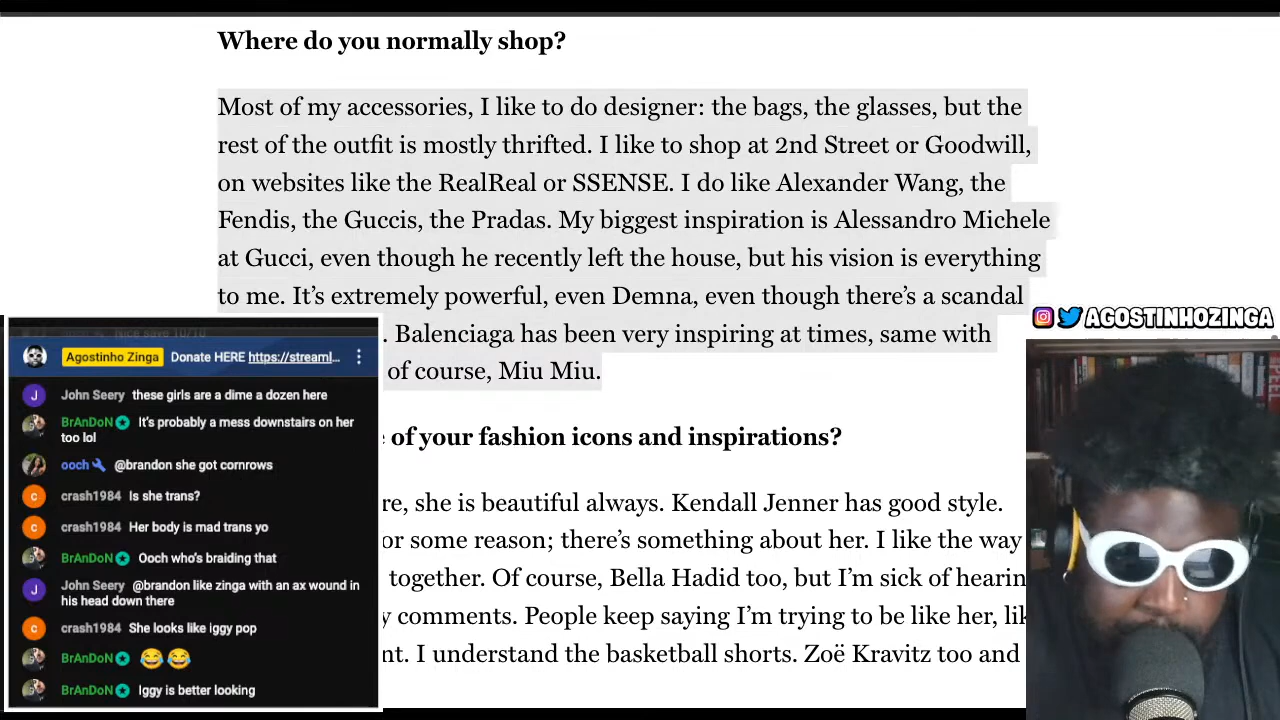 Where do you normally shop?
Most of my accessories, I like to do designer: the bags, the glasses, but the
rest of the outfit is mostly thrifted. I like to shop at 2nd Street or Goodwill,
on websites like the RealReal or SSENSE. I do like Alexander Wang, the
Fendis, the Guccis, the Pradas. My biggest inspiration is Alessandro Michele
at Gucci, even though he recently left the house, but his vision is everything
to me. It’s extremely powerful, even Demna, even though there’s a scandal
. Balenciaga has been very inspiring at times, same with
of course, Miu Miu.
of your fashion icons and inspirations?
re, she is beautiful always. Kendall Jenner has good style.
or some reason; there’s something about her. I like the way
together. Of course, Bella Hadid too, but I’m sick of hearin
y comments. People keep saying I’m trying to be like her, lik
nt. I understand the basketball shorts. Zoë Kravitz too and
nice save 10/10
Agostinho Zinga Donate HERE https://streaml...
John Seery these girls are a dime a dozen here
BrAnDoN It’s probably a mess downstairs on her
too lol
ooch @brandon she got cornrows
crash1984 Is she trans?
crash1984 Her body is mad trans yo
BrAnDoN Ooch who’s braiding that
John Seery @brandon like zinga with an ax wound in
his head down there
crash1984 She looks like iggy pop
BrAnDoN 😂😂
BrAnDoN Iggy is better looking
AGOSTINHOZINGA